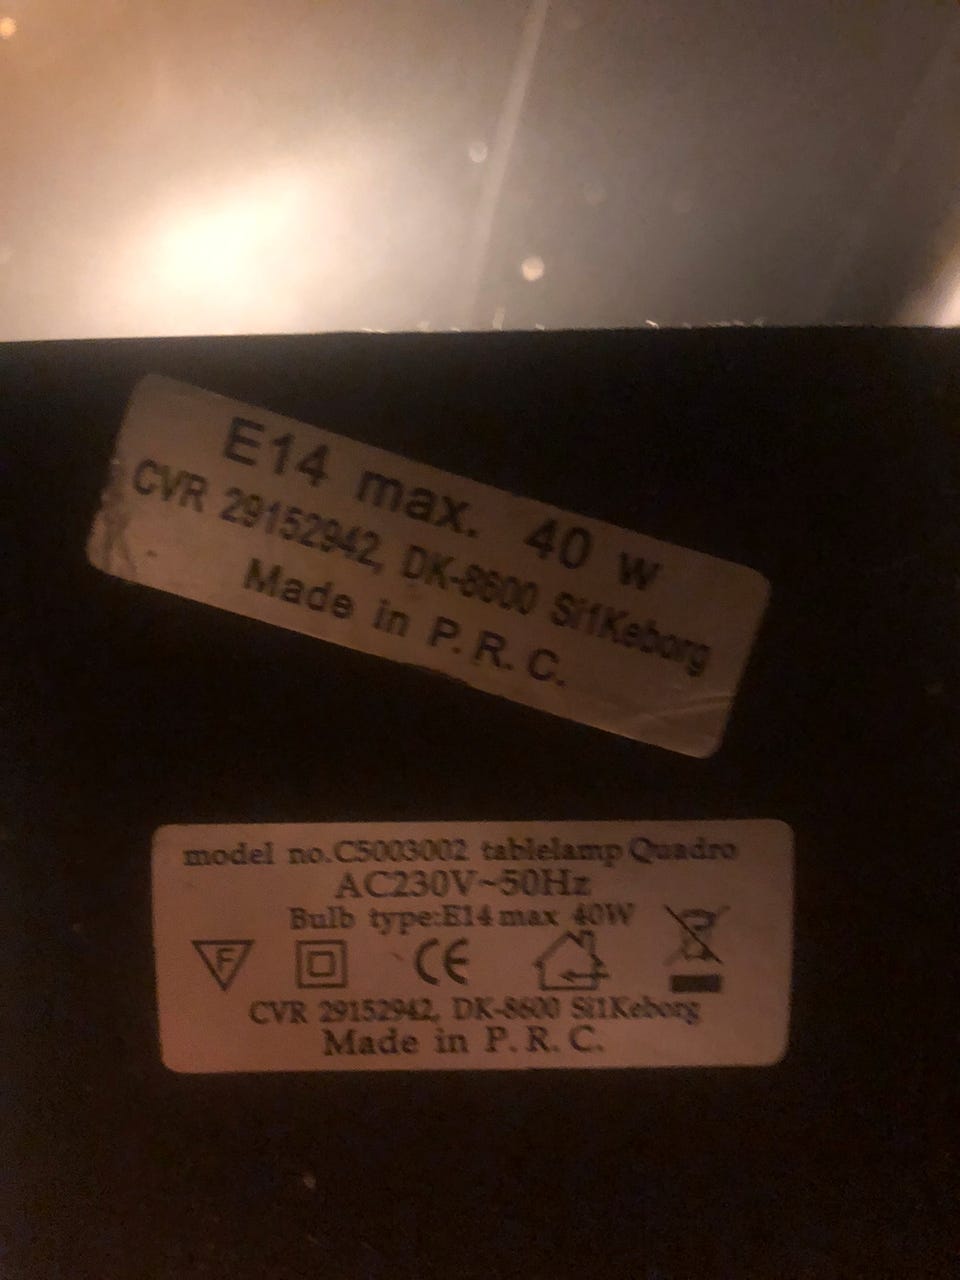 E14 max. 40 w
CVR 29152942, DK-8600 Si1Keborg
Made in P.R.C.
model no.C5003002 tablelamp Quadro
AC230V~50Hz
Bulb type:E14 max 40W
F CE
CVR 29152942, DK-8600 Si1Keborg
Made in P.R.C.